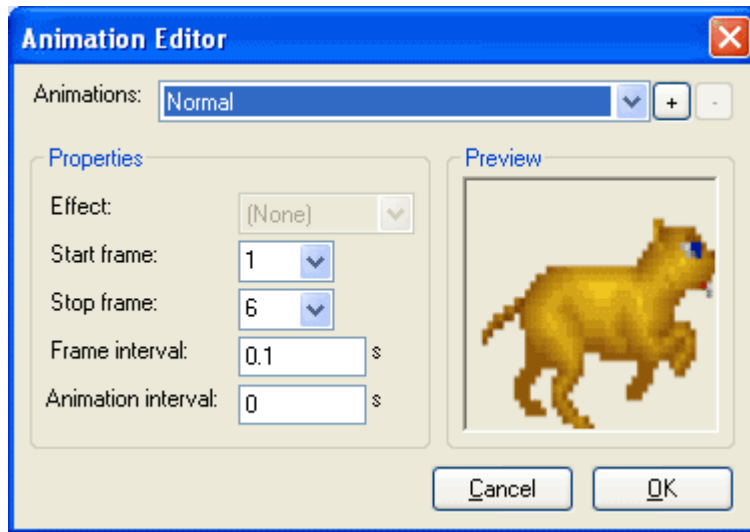 Animation Editor
Animations: Normal + -
Properties
Preview
Effect: (None)
Start frame: 1
Stop frame: 6
Frame interval: 0.1 s
Animation interval: 0 s
Cancel OK